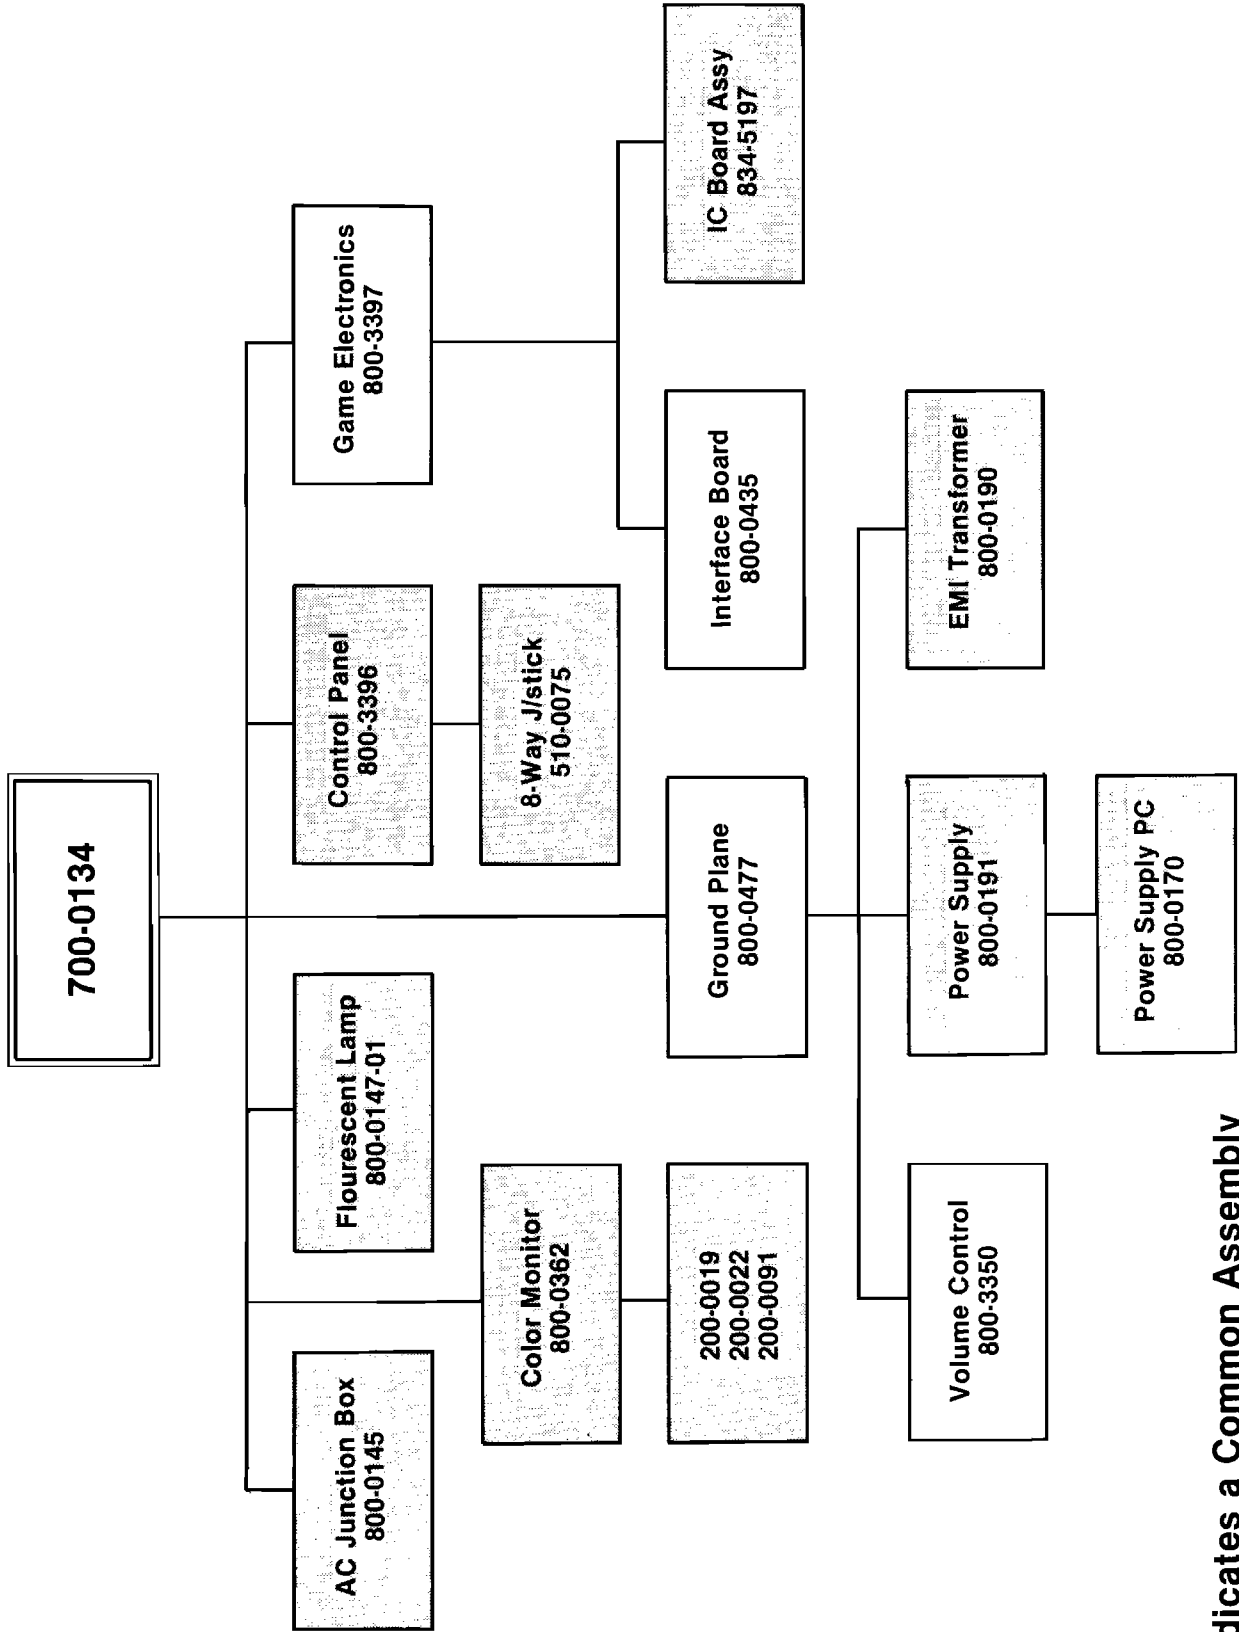 700-0134
AC Junction Box
800-0145
Flourescent Lamp
800-0147-01
Control Panel
800-3396
Game Electronics
800-3397
Color Monitor
800-0362
8-Way J/stick
510-0075
200-0019
200-0022
200-0091
Ground Plane
800-0477
Interface Board
800-0435
IC Board Assy
834-5197
Volume Control
800-3350
Power Supply
800-0191
EMI Transformer
800-0190
Power Supply PC
800-0170
dicates a Common Assembly